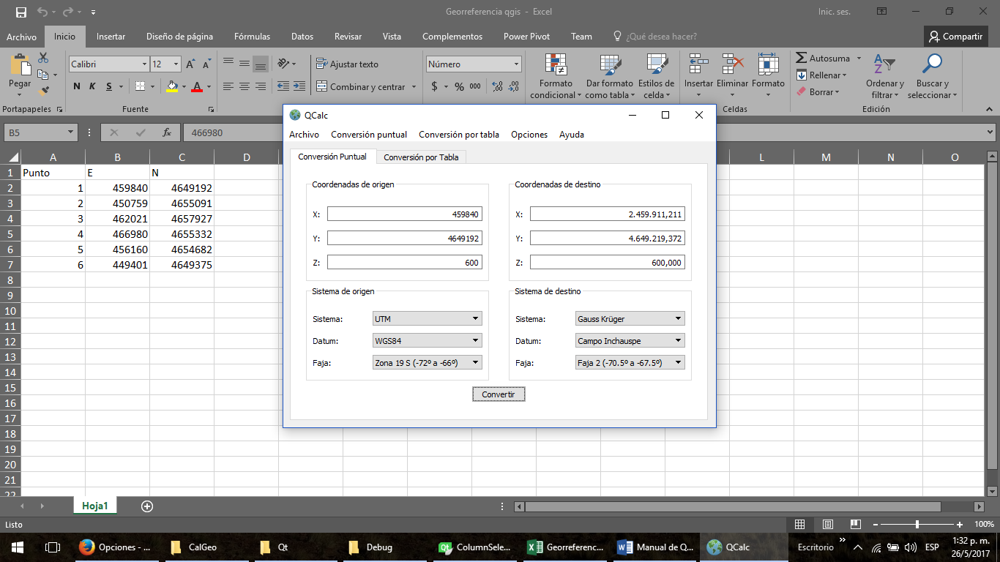 Georreferencia qgis - Excel
Inic. ses.
Archivo Inicio Insertar Diseño de página Fórmulas Datos Revisar Vista Complementos Power Pivot Team ¿Qué desea hacer? Compartir
Pegar
Calibri 12
N K S
A A
Ajustar texto
Combinar y centrar
Número
$ % 000
Formato condicional
Dar formato como tabla
Estilos de celda
Insertar Eliminar Formato
Autosuma
Rellenar
Borrar
Ordenar y filtrar
Buscar y seleccionar
Portapapeles Fuente Celdas Edición
B5 fx 466980
A B C D L M N O
1 Punto E N
2 1 459840 4649192
3 2 450759 4655091
4 3 462021 4657927
5 4 466980 4655332
6 5 456160 4654682
7 6 449401 4649375
8
9
10
11
12
13
14
15
16
17
18
19
20
21
22
QCalc
Archivo Conversión puntual Conversión por tabla Opciones Ayuda
Conversión Puntual Conversión por Tabla
Coordenadas de origen
X: 459840
Y: 4649192
Z: 600
Coordenadas de destino
X: 2.459.911,211
Y: 4.649.219,372
Z: 600,000
Sistema de origen
Sistema: UTM
Datum: WGS84
Faja: Zona 19 S (-72º a -66º)
Sistema de destino
Sistema: Gauss Krüger
Datum: Campo Inchauspe
Faja: Faja 2 (-70.5º a -67.5º)
Convertir
Hoja1
Listo
100%
Opciones - ... CalGeo Qt Debug ColumnSele... Georreferenc... Manual de Q... QCalc Escritorio » ESP 1:32 p. m.
26/5/2017